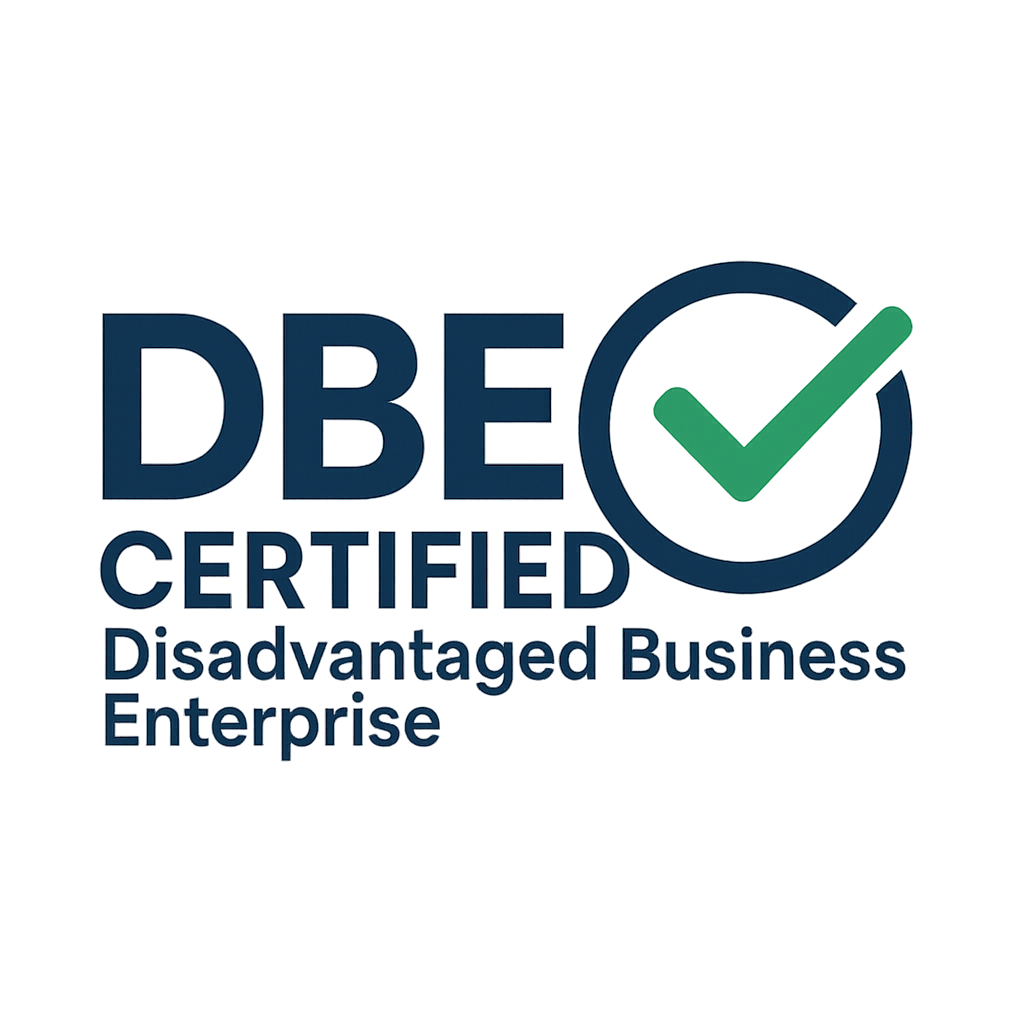 DBE
CERTIFIED
Disadvantaged Business
Enterprise